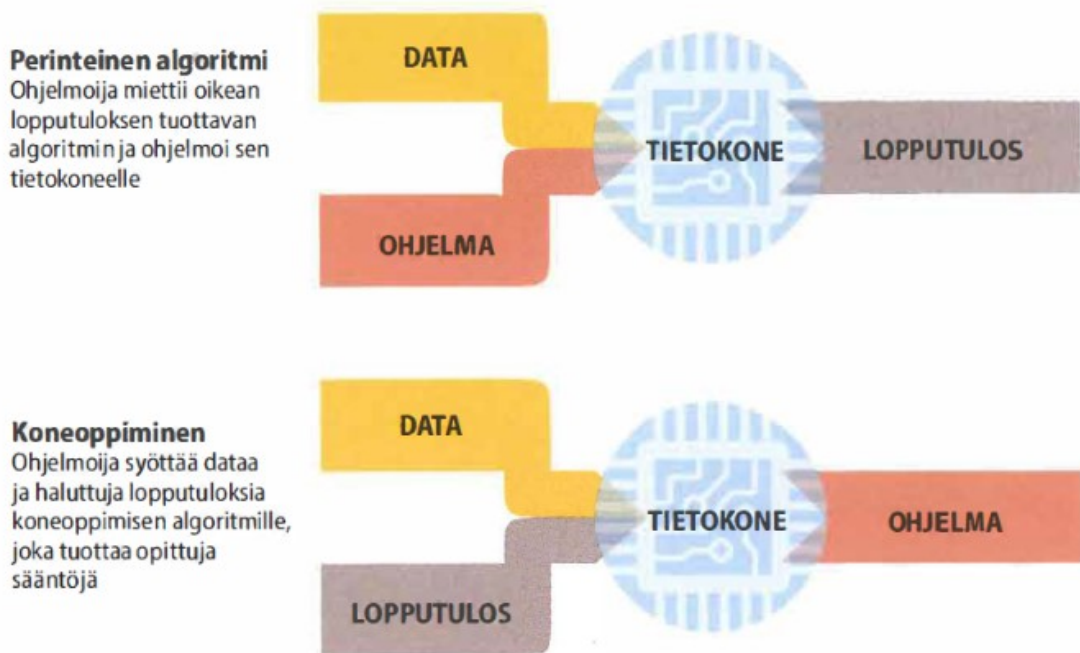 Perinteinen algoritmi
Ohjelmoija miettii oikean
lopputuloksen tuottavan
algoritmin ja ohjelmoi sen
tietokoneelle
DATA
OHJELMA
TIETOKONE
LOPPUTULOS
Koneoppiminen
Ohjelmoija syöttää dataa
ja haluttuja lopputuloksia
koneoppimisen algoritmille,
joka tuottaa opittuja
sääntöjä
DATA
LOPPUTULOS
TIETOKONE
OHJELMA